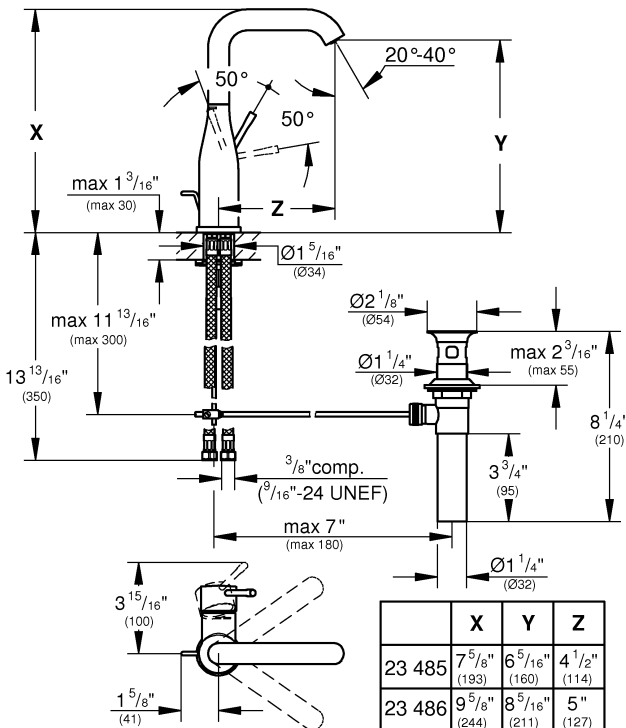 20°-40°
50°
50°
X
Y
Z
max 1 3/16"
(max 30)
Ø1 5/16"
(Ø34)
max 11 13/16"
(max 300)
13 13/16"
(350)
Ø2 1/8"
(Ø54)
Ø1 1/4"
(Ø32)
max 2 3/16"
(max 55)
8 1/4"
(210)
3 3/4"
(95)
3/8"comp.
(9/16"-24 UNEF)
max 7"
(max 180)
Ø1 1/4"
(Ø32)
3 15/16"
(100)
1 5/8"
(41)
X Y Z
23 485 7 5/8" 6 5/16" 4 1/2"
(193) (160) (114)
23 486 9 5/8" 8 5/16" 5"
(244) (211) (127)